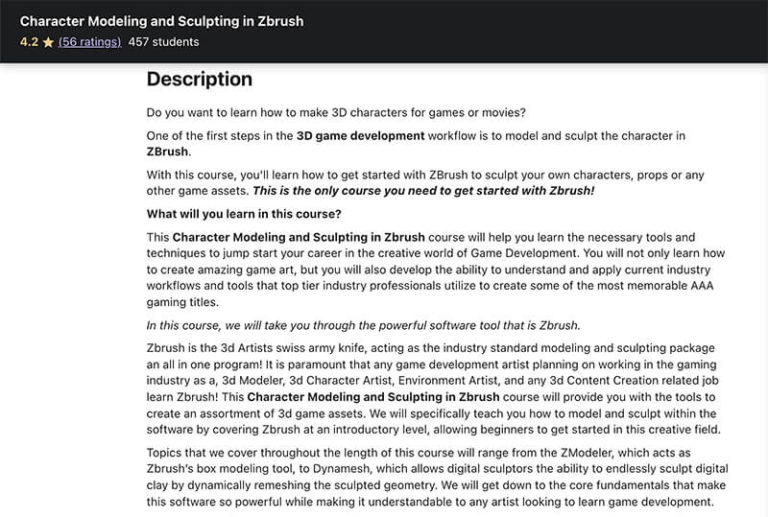 Character Modeling and Sculpting in Zbrush
4.2 ★ (56 ratings) 457 students
Description
Do you want to learn how to make 3D characters for games or movies?
One of the first steps in the 3D game development workflow is to model and sculpt the character in
ZBrush.
With this course, you'll learn how to get started with ZBrush to sculpt your own characters, props or any
other game assets. This is the only course you need to get started with Zbrush!
What will you learn in this course?
This Character Modeling and Sculpting in Zbrush course will help you learn the necessary tools and
techniques to jump start your career in the creative world of Game Development. You will not only learn how
to create amazing game art, but you will also develop the ability to understand and apply current industry
workflows and tools that top tier industry professionals utilize to create some of the most memorable AAA
gaming titles.
In this course, we will take you through the powerful software tool that is Zbrush.
Zbrush is the 3d Artists swiss army knife, acting as the industry standard modeling and sculpting package
an all in one program! It is paramount that any game development artist planning on working in the gaming
industry as a, 3d Modeler, 3d Character Artist, Environment Artist, and any 3d Content Creation related job
learn Zbrush! This Character Modeling and Sculpting in Zbrush course will provide you with the tools to
create an assortment of 3d game assets. We will specifically teach you how to model and sculpt within the
software by covering Zbrush at an introductory level, allowing beginners to get started in this creative field.
Topics that we cover throughout the length of this course will range from the ZModeler, which acts as
Zbrush's box modeling tool, to Dynamesh, which allows digital sculptors the ability to endlessly sculpt digital
clay by dynamically remeshing the sculpted geometry. We will get down to the core fundamentals that make
this software so powerful while making it understandable to any artist looking to learn game development.